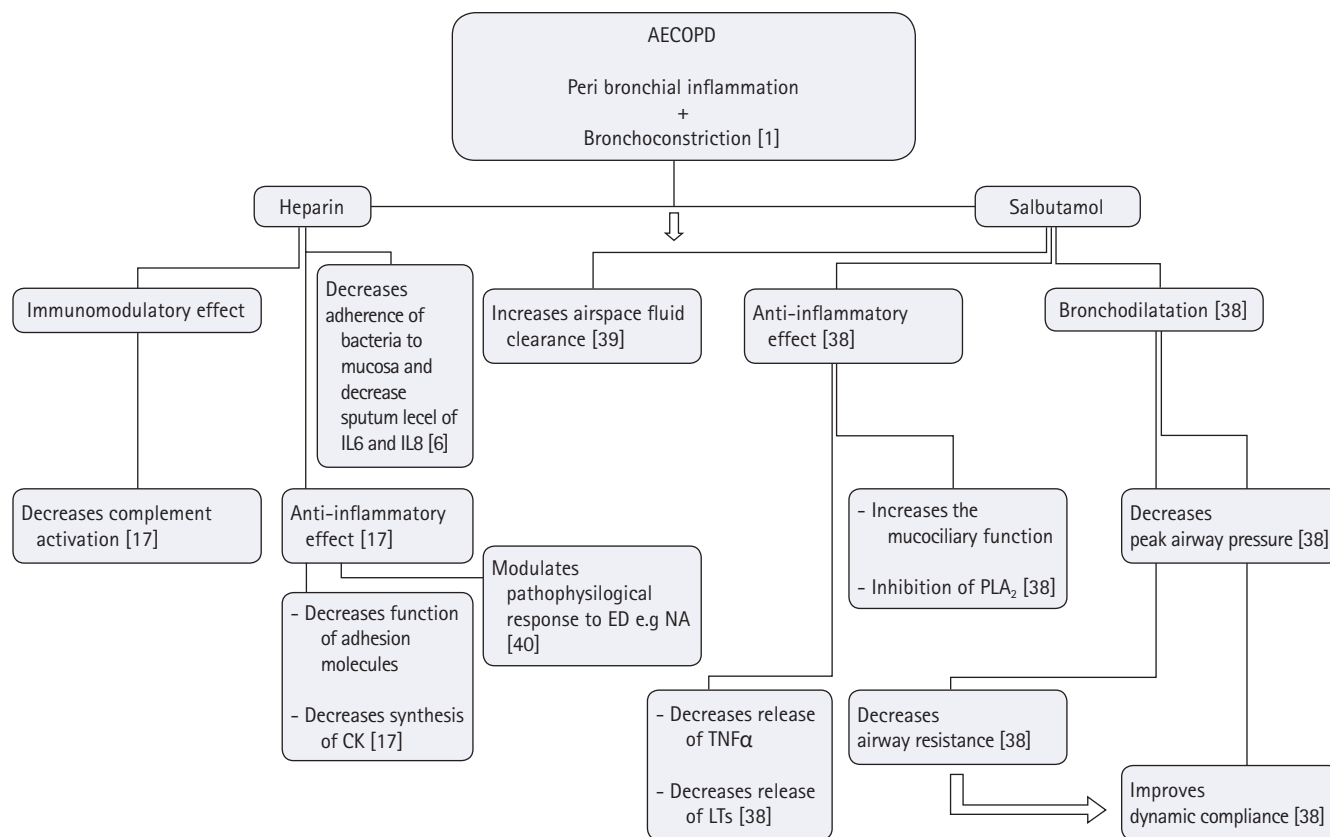 AECOPD
Peri bronchial inflammation
+
Bronchoconstriction [1]
Heparin
Salbutamol
Immunomodulatory effect
Decreases
adherence of
bacteria to
mucosa and
decrease
sputum lecel of
IL6 and IL8 [6]
Increases airspace fluid
clearance [39]
Anti-inflammatory
effect [38]
Bronchodilatation [38]
Decreases complement
activation [17]
Anti-inflammatory
effect [17]
Modulates
pathophysilogical
response to ED e.g NA
[40]
- Increases the
mucociliary function
- Inhibition of PLA₂ [38]
Decreases
peak airway pressure [38]
- Decreases function
of adhesion
molecules
- Decreases synthesis
of CK [17]
- Decreases release
of TNFα
- Decreases release
of LTs [38]
Decreases
airway resistance [38]
Improves
dynamic compliance [38]